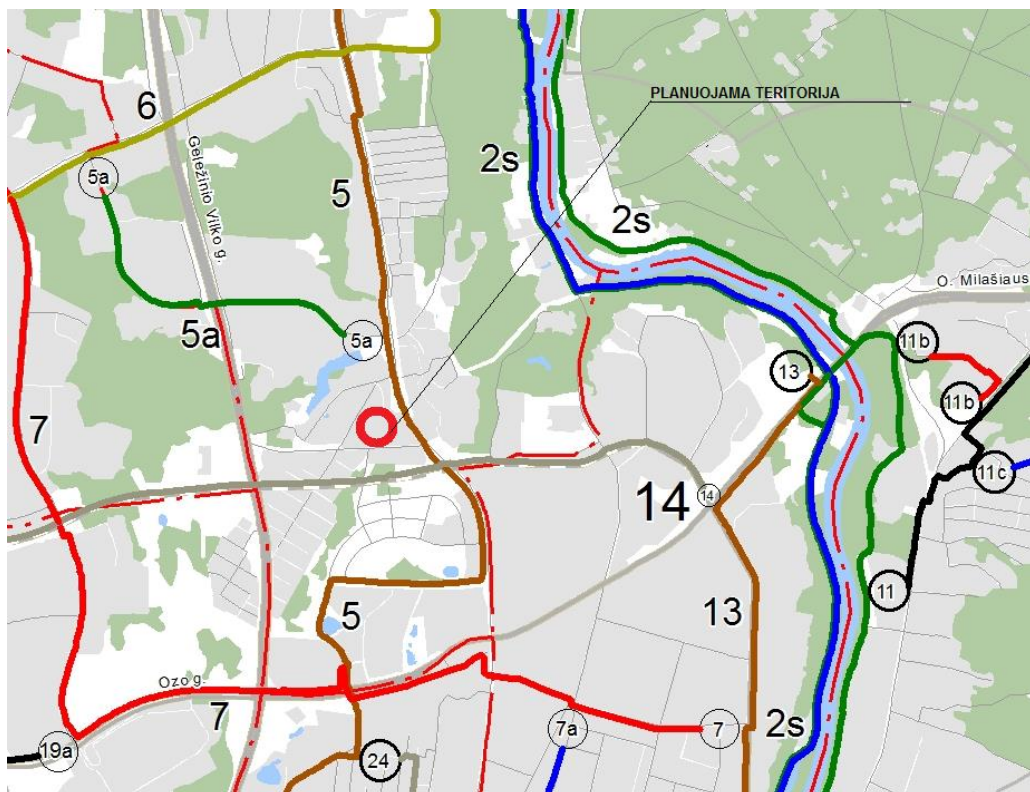 PLANUOJAMA TERITORIJA
6
5a
Geležinio Vilko g.
5
2s
2s
O. Milašiaus
5a
5a
11b
13
11b
7
11c
14
14
11
5
13
Ozo g.
7
7a
7
2s
19a
24